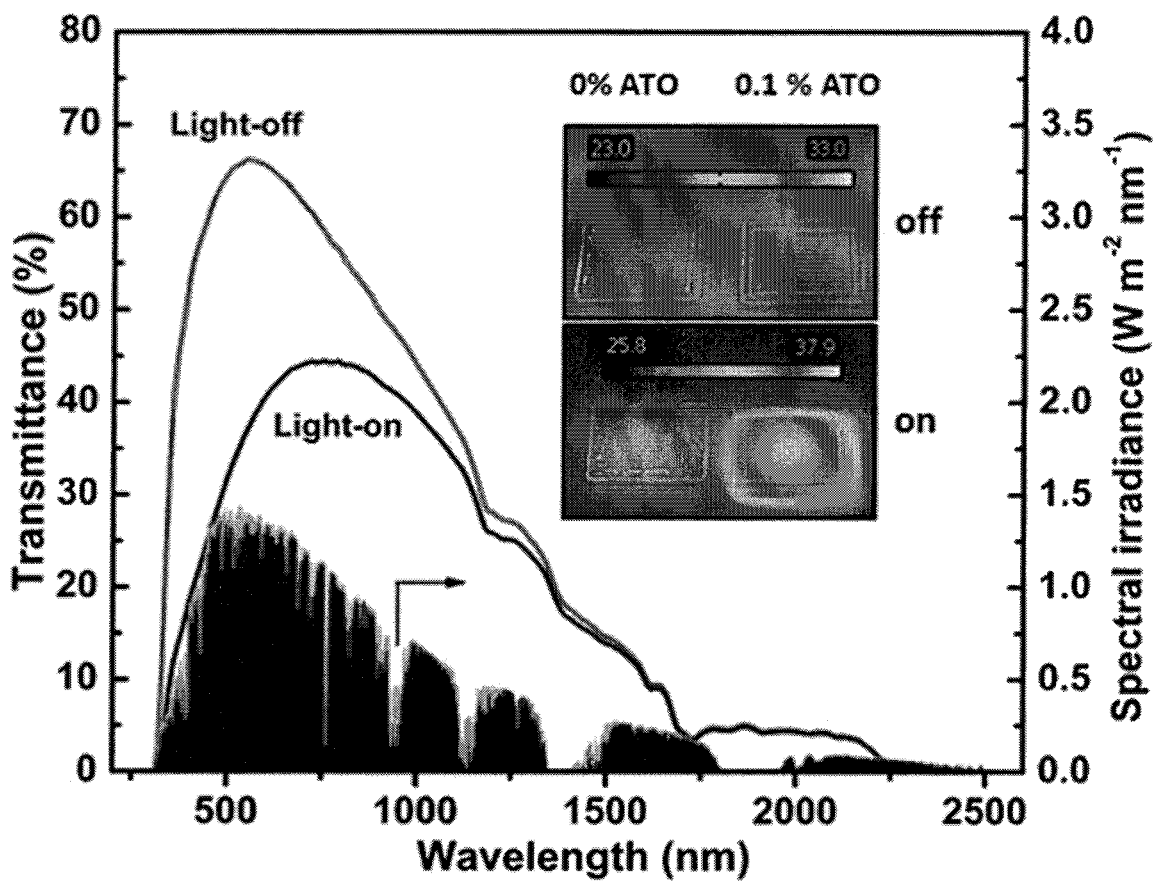 80
70
60
50
40
30
20
10
0
Transmittance (%)
Light-off
Light-on
0% ATO 0.1 % ATO
23.0 33.0
off
25.8 37.9
on
4.0
3.5
3.0
2.5
2.0
1.5
1.0
0.5
0.0
Spectral irradiance (W m⁻² nm⁻¹)
500 1000 1500 2000 2500
Wavelength (nm)